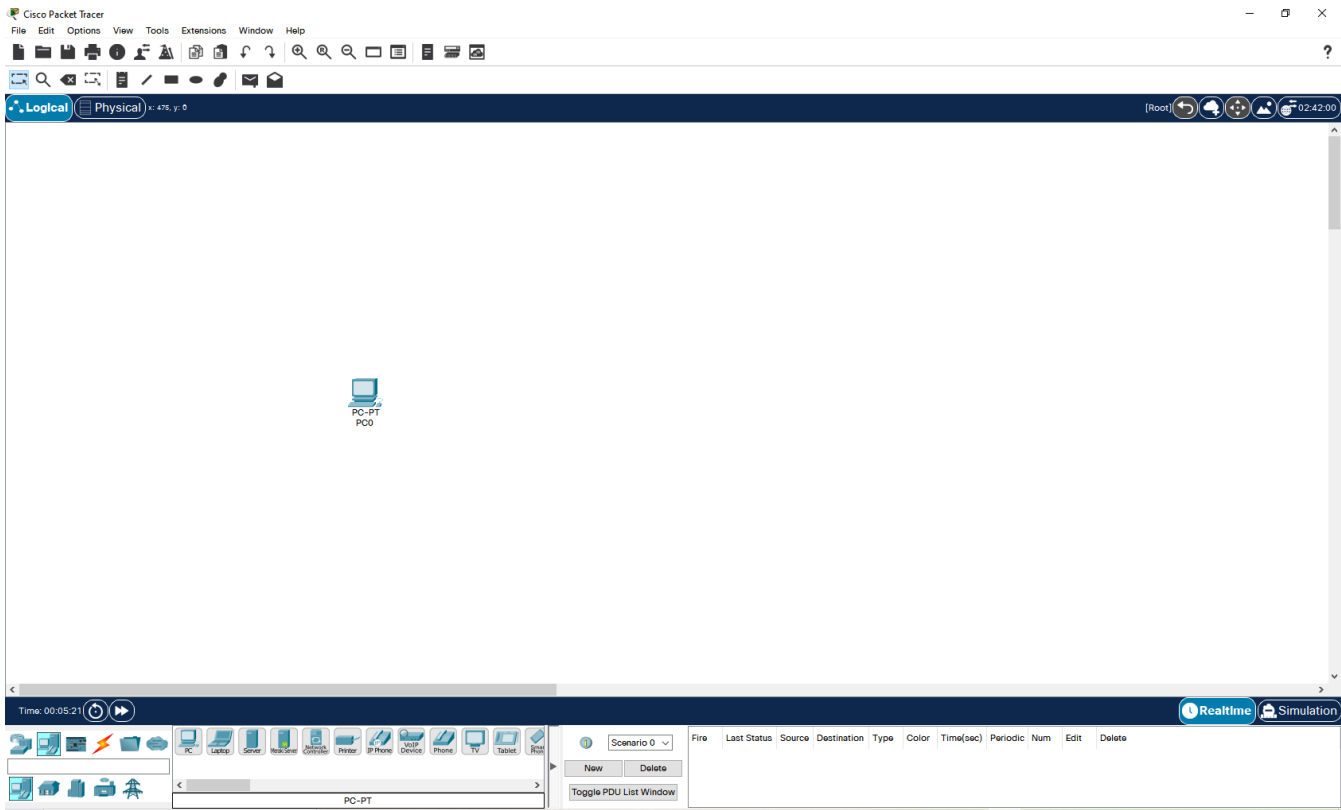 Cisco Packet Tracer
File Edit Options View Tools Extensions Window Help
?
Logical Physical x: 475, y: 0 [Root] 02:42:00
PC-PT
PC0
Time: 00:05:21 Realtime Simulation
PC Laptop Server Printer IP Phone VoIP Device Phone TV Tablet
Scenario 0
Fire Last Status Source Destination Type Color Time(sec) Periodic Num Edit Delete
New Delete
Toggle PDU List Window
PC-PT